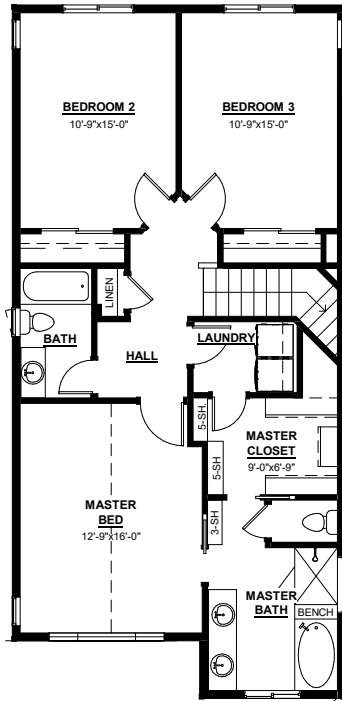 BEDROOM 2
10'-9"x15'-0"
BEDROOM 3
10'-9"x15'-0"
LINEN
BATH
HALL
LAUNDRY
5-SH.
5-SH
MASTER
CLOSET
9'-0"x6'-9"
MASTER
BED
12'-9"x16'-0"
3-SH
MASTER
BATH
BENCH